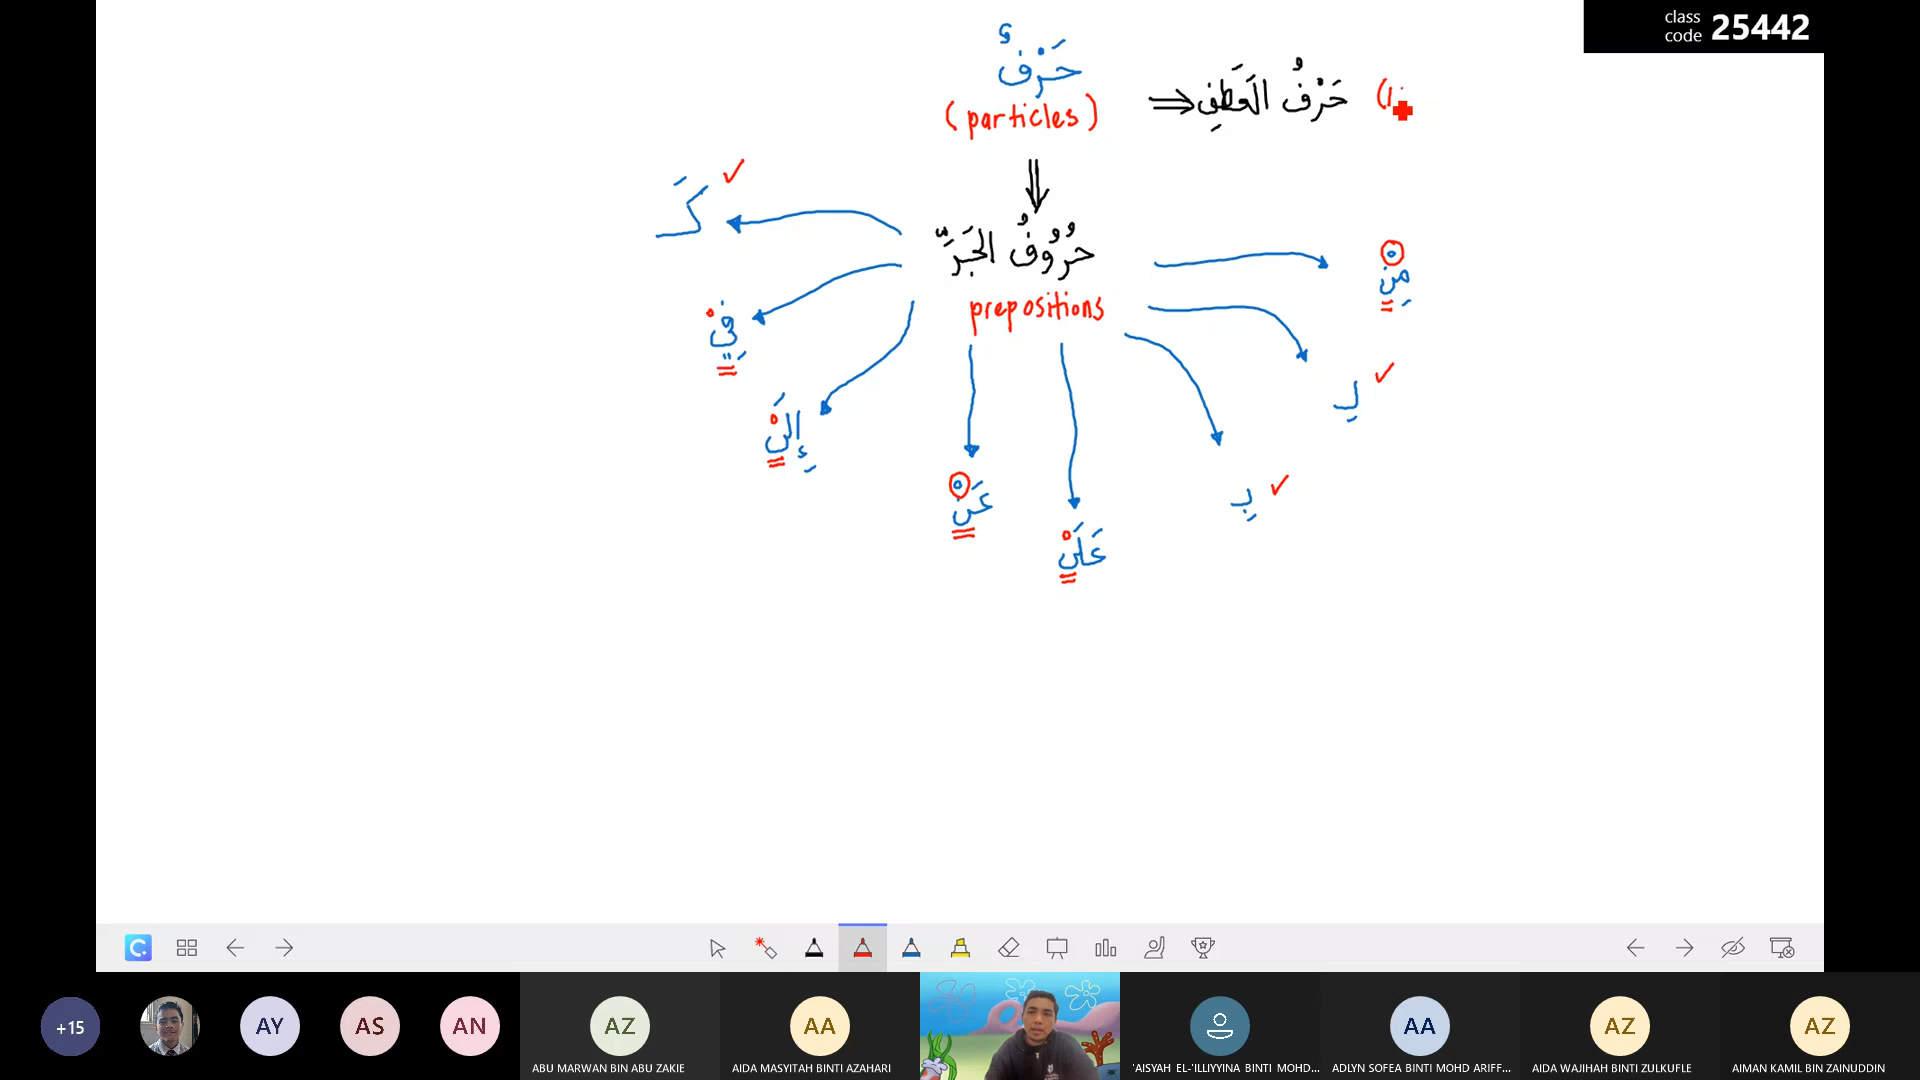 class code 25442
حَرْفٌ
(particles)
حَرْفُ العَطْفِ
حُرُوفُ الجَرِّ
prepositions
كَ
فِي
إِلَى
عَنْ
عَلَى
بِ
لِ
مِنْ
+15
AY
AS
AN
AZ
ABU MARWAN BIN ABU ZAKIE
AA
AIDA MASYITAH BINTI AZAHARI
'AISYAH EL-'ILLIYYINA BINTI MOHD...
AA
ADLYN SOFEA BINTI MOHD ARIFF...
AZ
AIDA WAJIHAH BINTI ZULKUFLE
AZ
AIMAN KAMIL BIN ZAINUDDIN